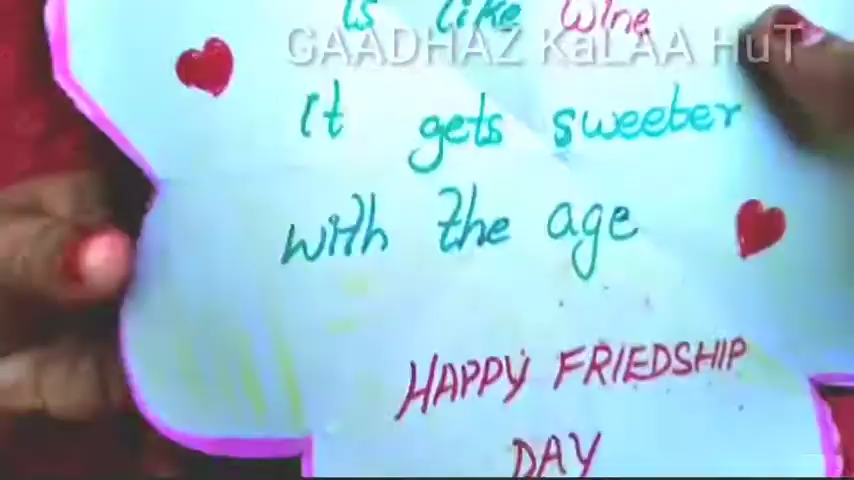 is like wine
GAADHAZ KaLAA HuT
it gets sweeter
with the age
HAPPY FRIEDSHIP
DAY